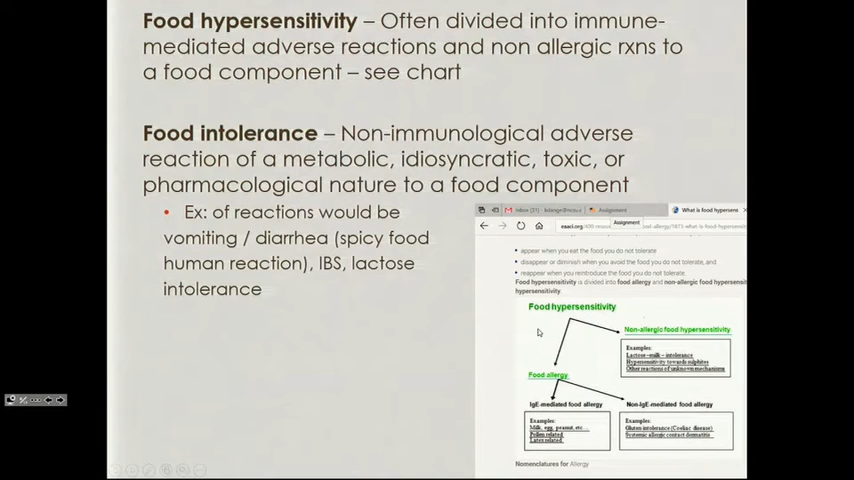 Food hypersensitivity – Often divided into immune-
mediated adverse reactions and non allergic rxns to
a food component – see chart
Food intolerance – Non-immunological adverse
reaction of a metabolic, idiosyncratic, toxic, or
pharmacological nature to a food component
• Ex: of reactions would be
vomiting / diarrhea (spicy food
human reaction), IBS, lactose
intolerance
Assignment
What is food hypersens
Assignment
• appear when you eat the food you do not tolerate
• disappear or diminish when you avoid the food you do not tolerate, and
• reappear when you reintroduce the food you do not tolerate.
Food hypersensitivity is divided into food allergy and non-allergic food hypersensit
hypersensitivity
Food hypersensitivity
Non-allergic food hypersensitivity
Examples:
Lactose –milk – intolerance
Hypersensitivity towards sulphites
Other reactions of unknown mechanisms
Food allergy
IgE-mediated food allergy
Non-IgE-mediated food allergy
Examples:
Milk, egg, peanut, etc
Pollen related
Latex related
Examples:
Gluten intolerance (Coeliac disease)
Systemic allergic contact dermatitis
Nomenclatures for Allergy